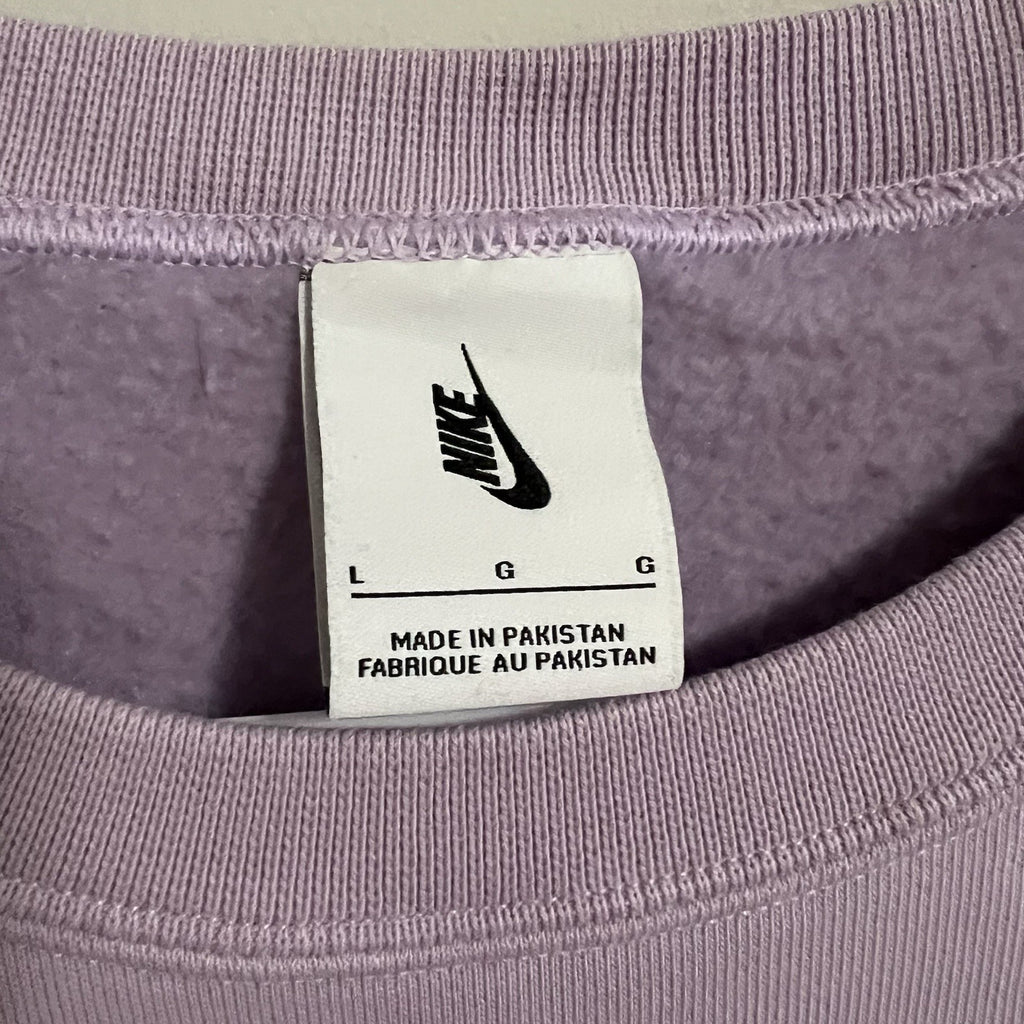 NIKE
L G G
MADE IN PAKISTAN
FABRIQUE AU PAKISTAN